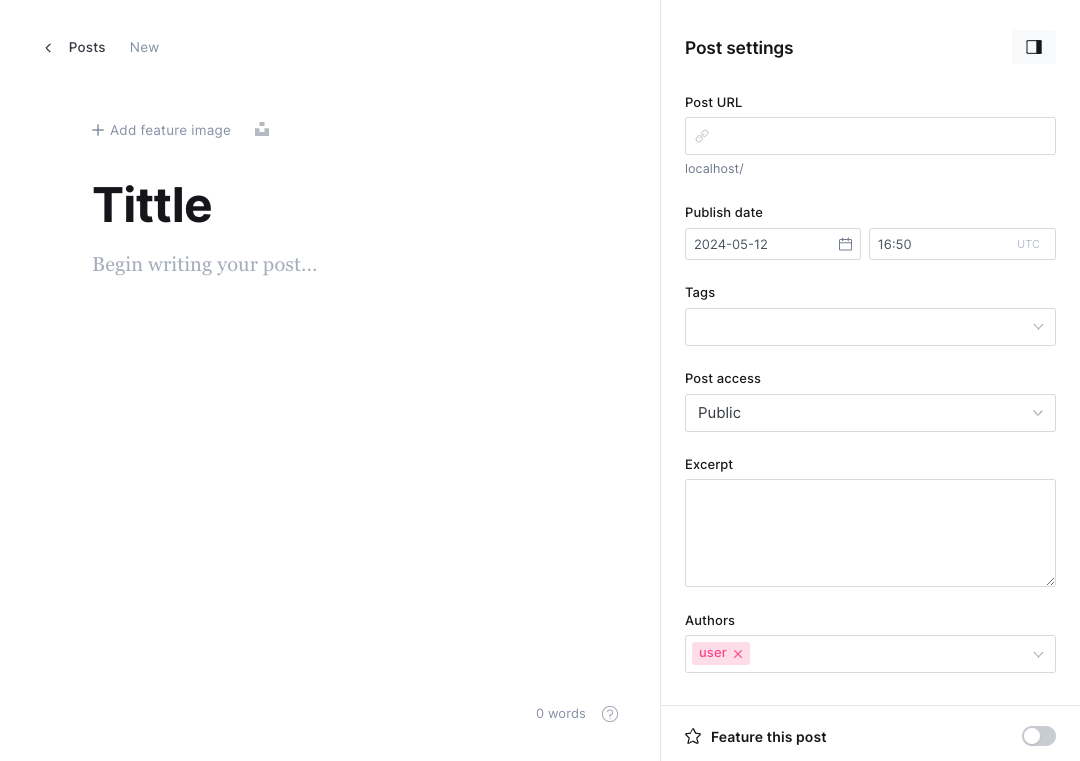 Posts New
Add feature image
Tittle
Begin writing your post...
0 words
Post settings
Post URL
localhost/
Publish date
2024-05-12 16:50 UTC
Tags
Post access
Public
Excerpt
Authors
user
Feature this post